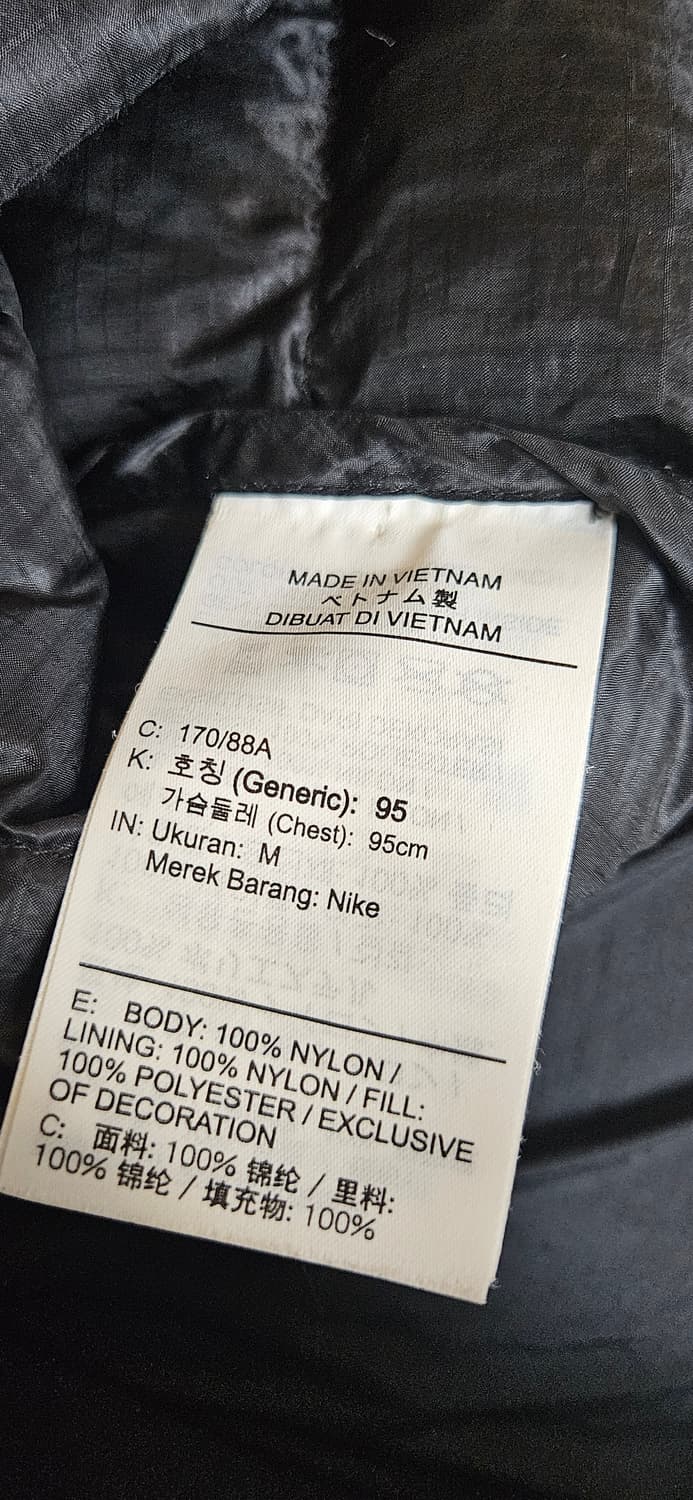 MADE IN VIETNAM
ベトナム製
DIBUAT DI VIETNAM
C: 170/88A
K: 호칭 (Generic): 95
가슴둘레 (Chest): 95cm
IN: Ukuran: M
Merek Barang: Nike
E: BODY: 100% NYLON /
LINING: 100% NYLON / FILL:
100% POLYESTER / EXCLUSIVE
OF DECORATION
C: 面料: 100% 锦纶 / 里料:
100% 锦纶 / 填充物: 100%